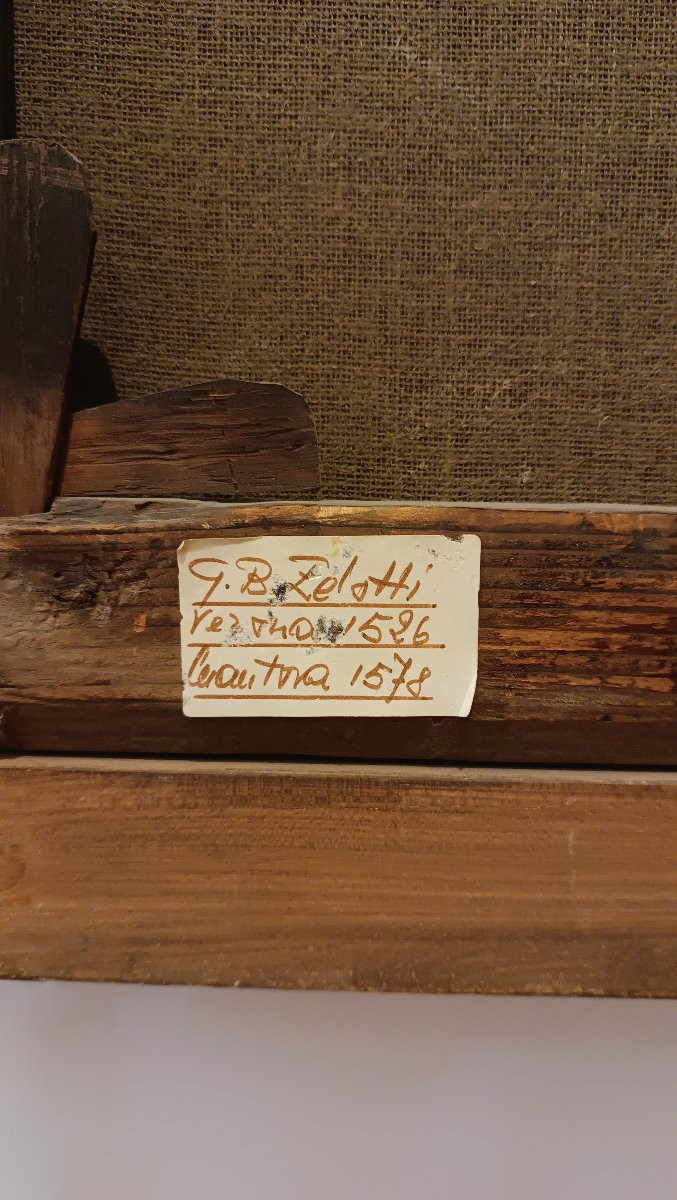 G.B. Zelotti
Verona 1526
Mantova 1578